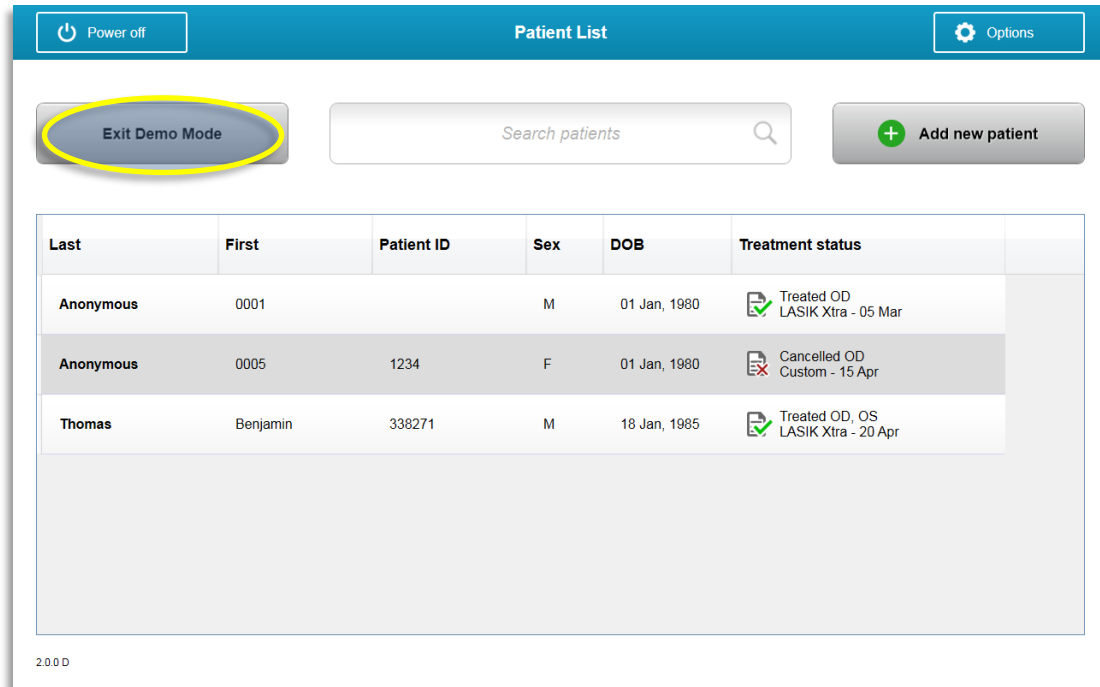 Power off
Patient List
Options
Exit Demo Mode
Search patients
Add new patient
Last First Patient ID Sex DOB Treatment status
Anonymous 0001 M 01 Jan, 1980 Treated OD
LASIK Xtra - 05 Mar
Anonymous 0005 1234 F 01 Jan, 1980 Cancelled OD
Custom - 15 Apr
Thomas Benjamin 338271 M 18 Jan, 1985 Treated OD, OS
LASIK Xtra - 20 Apr
2.0.0 D